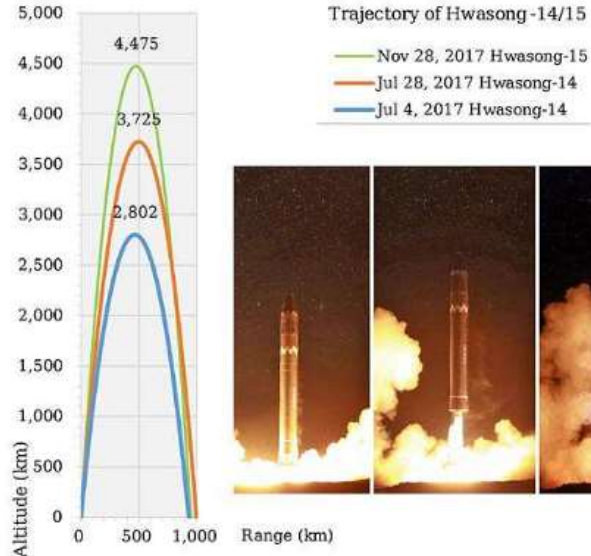 Trajectory of Hwasong-14/15
Nov 28, 2017 Hwasong-15
Jul 28, 2017 Hwasong-14
Jul 4, 2017 Hwasong-14
5,000
4,500
4,000
3,500
3,000
2,500
2,000
1,500
1,000
500
0
4,475
3,725
2,802
Altitude (km)
0 500 1,000
Range (km)